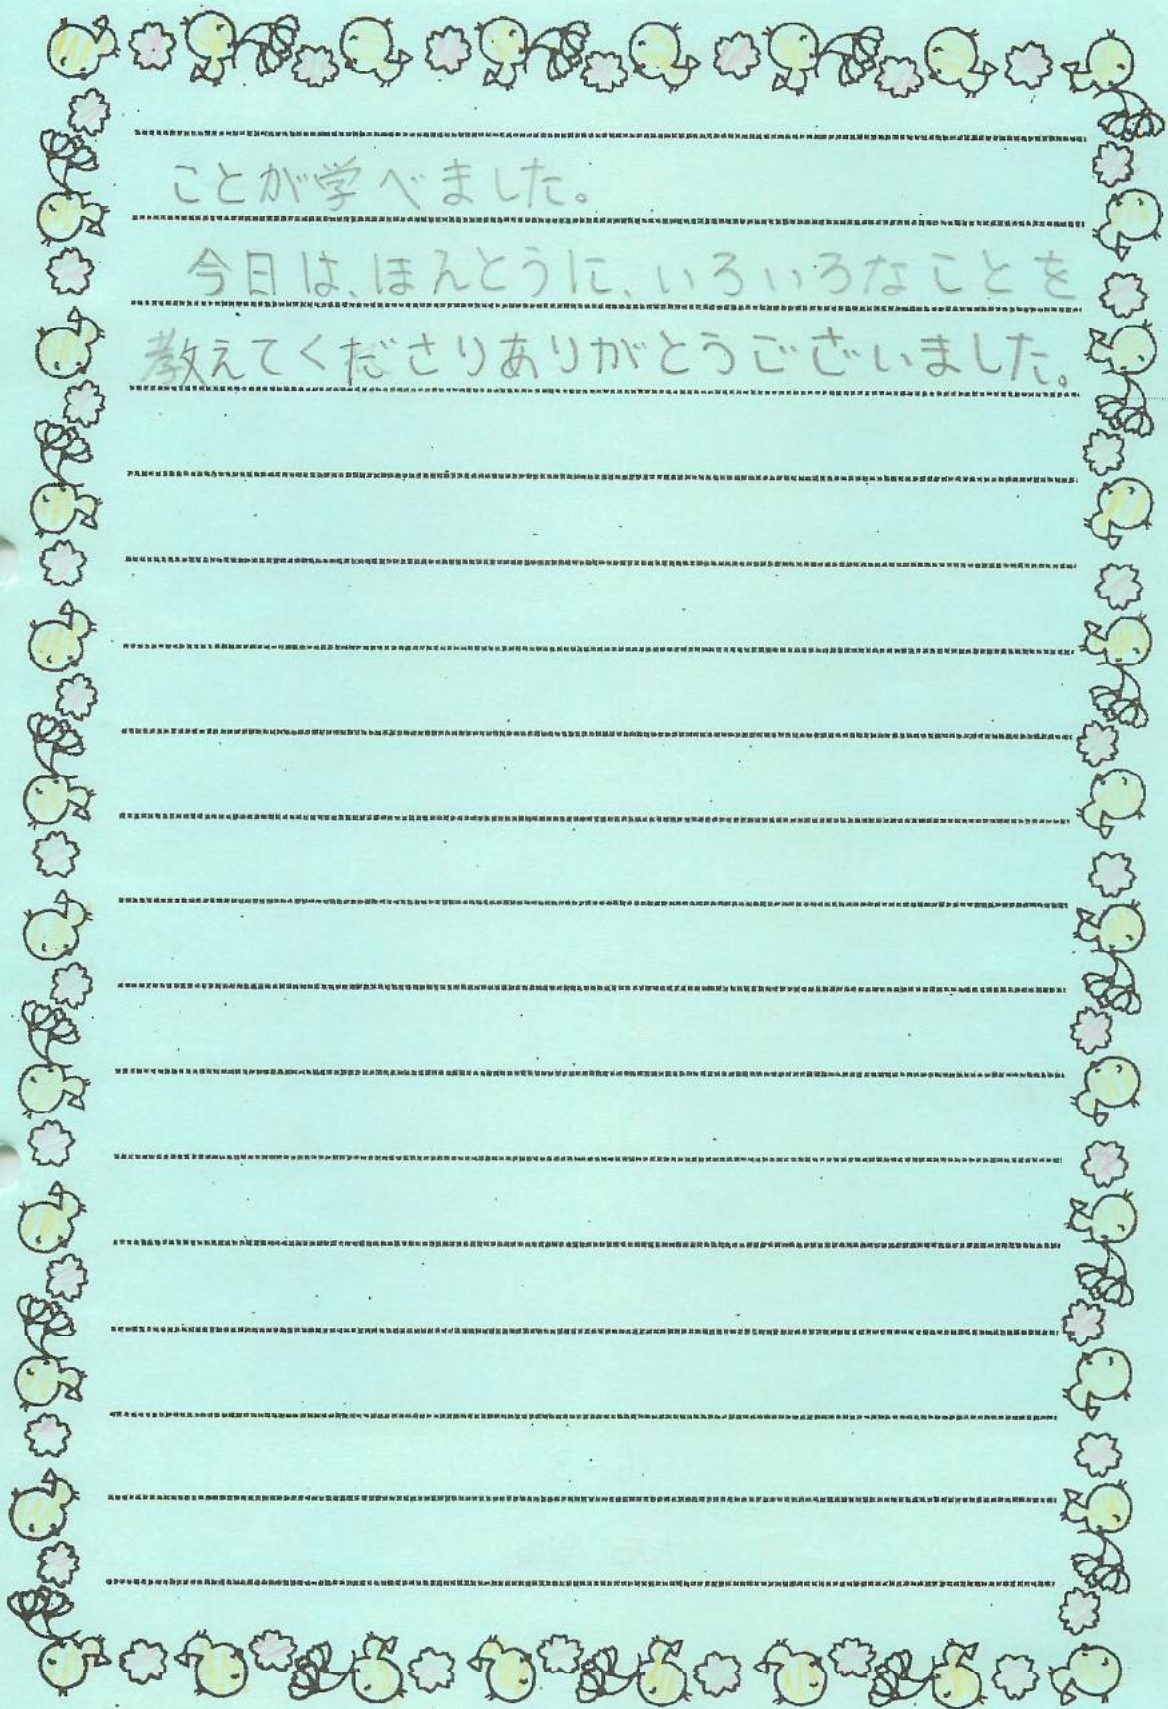 ことが学べました。
今日は、ほんとうに、いろいろなことを
教えてくださりありがとうございました。